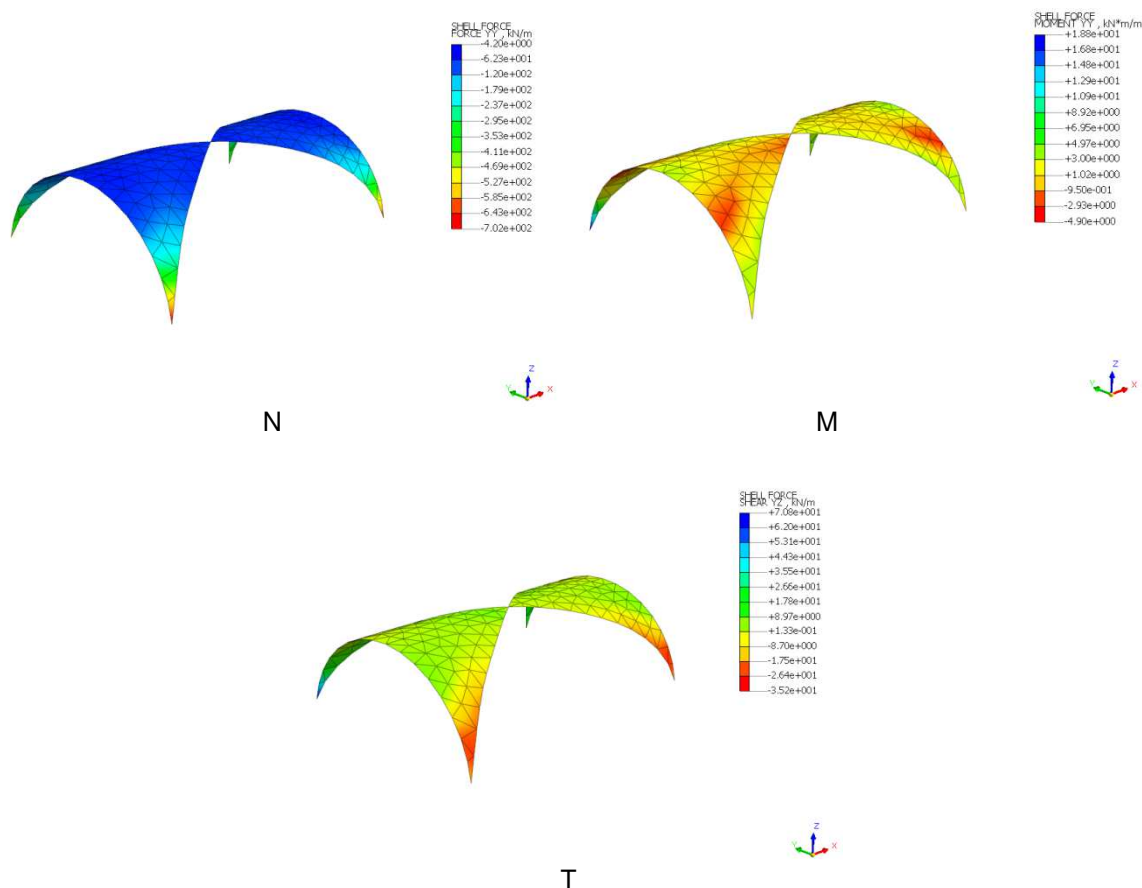 SHELL FORCE
FORCE YY , kN/m
-4.20e+000
-6.23e+001
-1.20e+002
-1.79e+002
-2.37e+002
-2.95e+002
-3.53e+002
-4.11e+002
-4.69e+002
-5.27e+002
-5.85e+002
-6.43e+002
-7.02e+002
Z
Y
X
N
SHELL FORCE
MOMENT YY , kN*m/m
+1.88e+001
+1.68e+001
+1.48e+001
+1.29e+001
+1.09e+001
+8.92e+000
+6.95e+000
+4.97e+000
+3.00e+000
+1.02e+000
-9.50e-001
-2.93e+000
-4.90e+000
Z
Y
X
M
SHELL FORCE
SHEAR YZ , kN/m
+7.08e+001
+6.20e+001
+5.31e+001
+4.43e+001
+3.55e+001
+2.66e+001
+1.78e+001
+8.97e+000
+1.33e-001
-8.70e+000
-1.75e+001
-2.64e+001
-3.52e+001
Z
Y
X
T